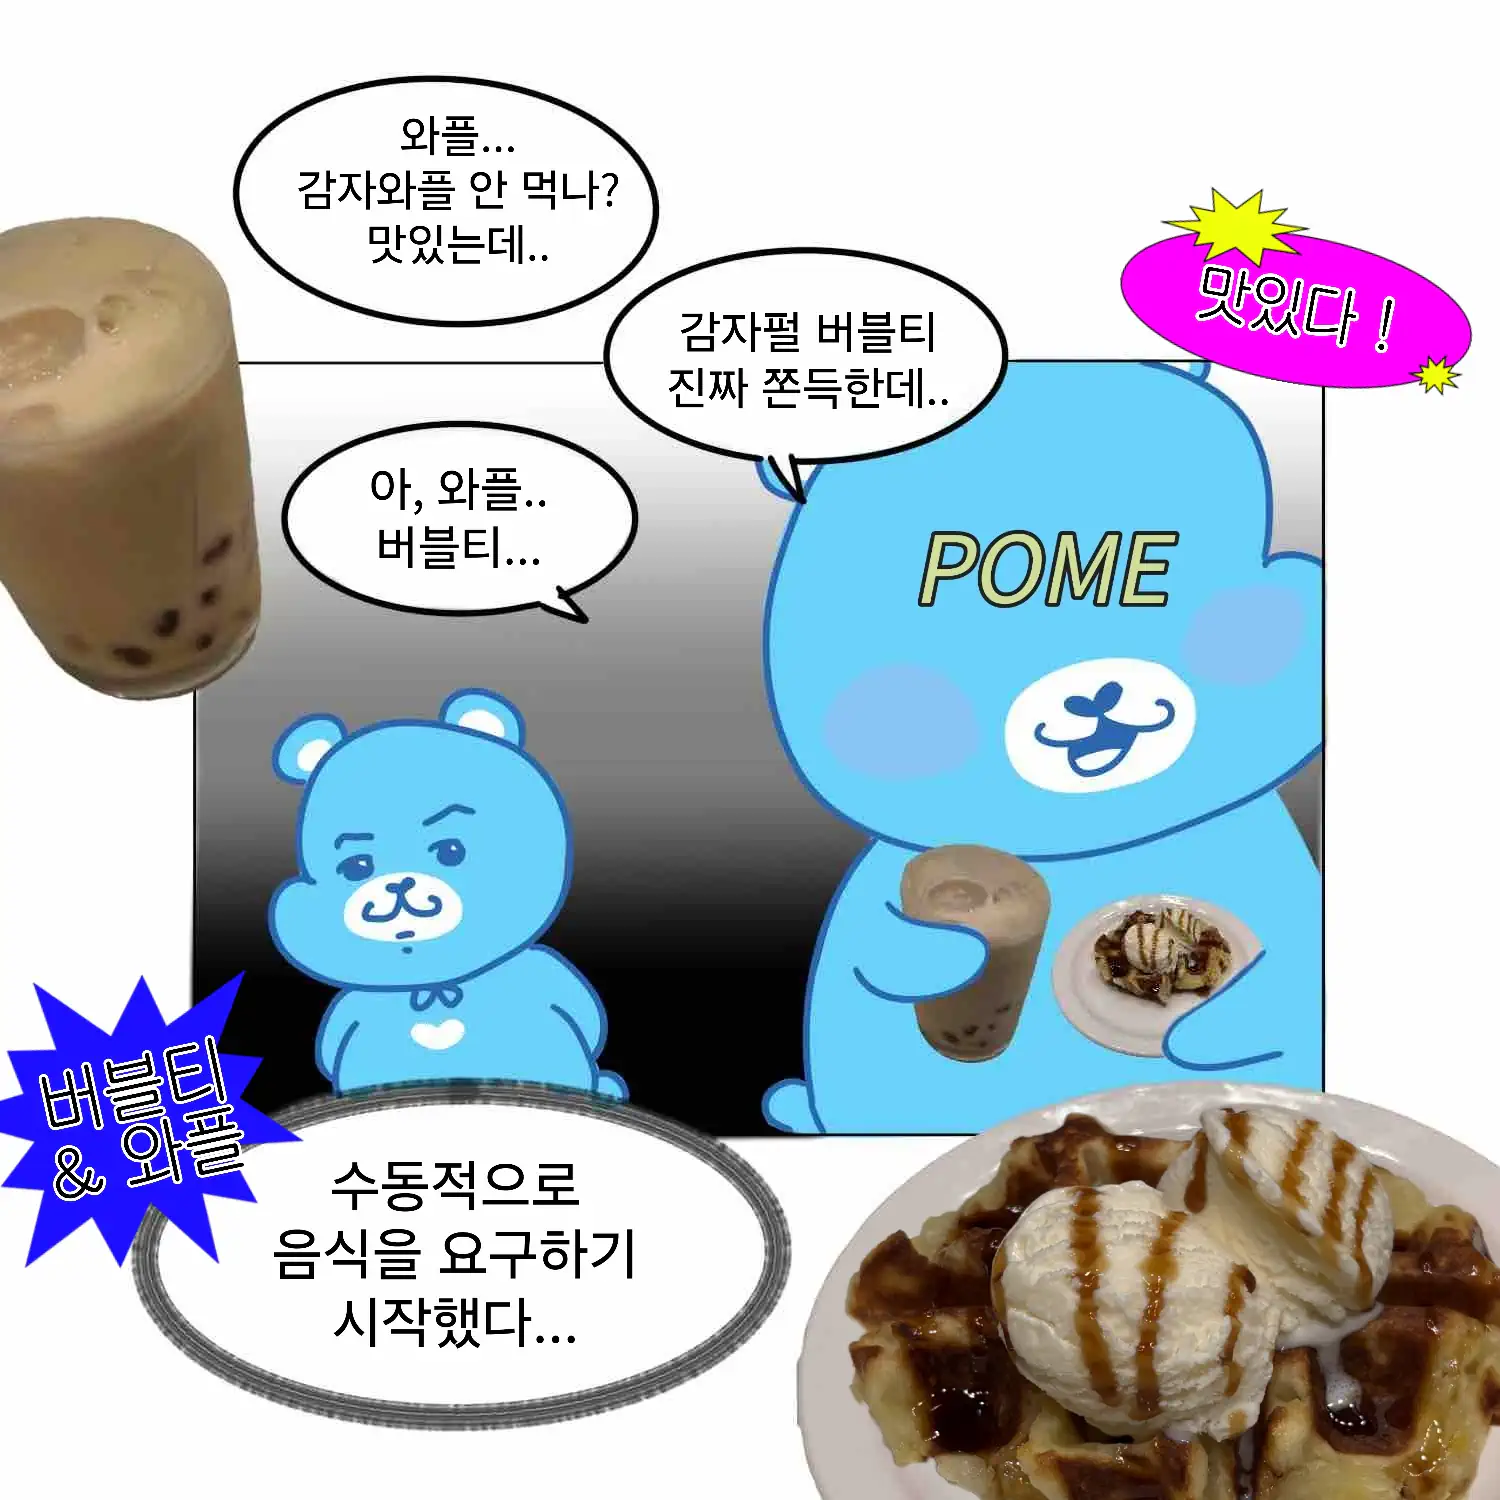 와플...
감자와플 안 먹나?
맛있는데..
감자펄 버블티
진짜 쫀득한데..
맛있다 !
아, 와플..
버블티...
POME
버블티
& 와플
수동적으로
음식을 요구하기
시작했다...